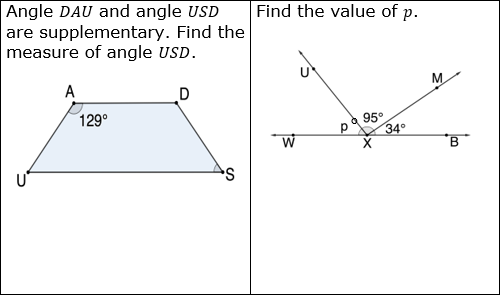 Angle DAU and angle USD
are supplementary. Find the
measure of angle USD.
A
D
129°
U
S
Find the value of p.
U
M
p° 95° 34°
W
X
B